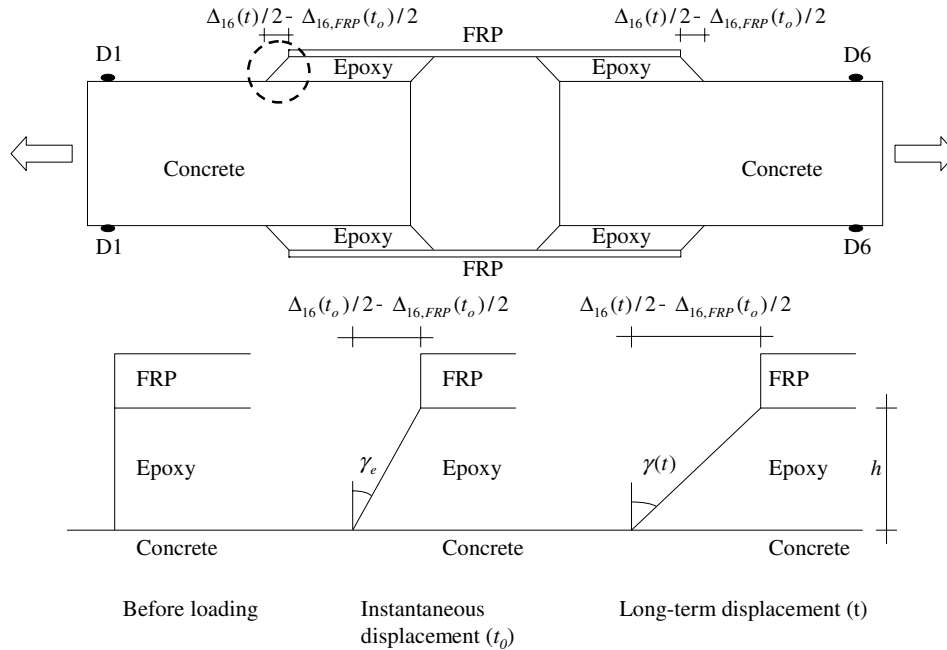 Δ₁₆(t)/2 - Δ₁₆,FRP(tₒ)/2 Δ₁₆(t)/2 - Δ₁₆,FRP(tₒ)/2
D1 FRP D6
Epoxy Epoxy
Concrete Concrete
Epoxy Epoxy
D1 FRP D6
Δ₁₆(tₒ)/2 - Δ₁₆,FRP(tₒ)/2 Δ₁₆(t)/2 - Δ₁₆,FRP(tₒ)/2
FRP FRP FRP
Epoxy γₑ Epoxy γ(t) Epoxy h
Concrete Concrete Concrete
Before loading Instantaneous Long-term displacement (t)
displacement (t₀)